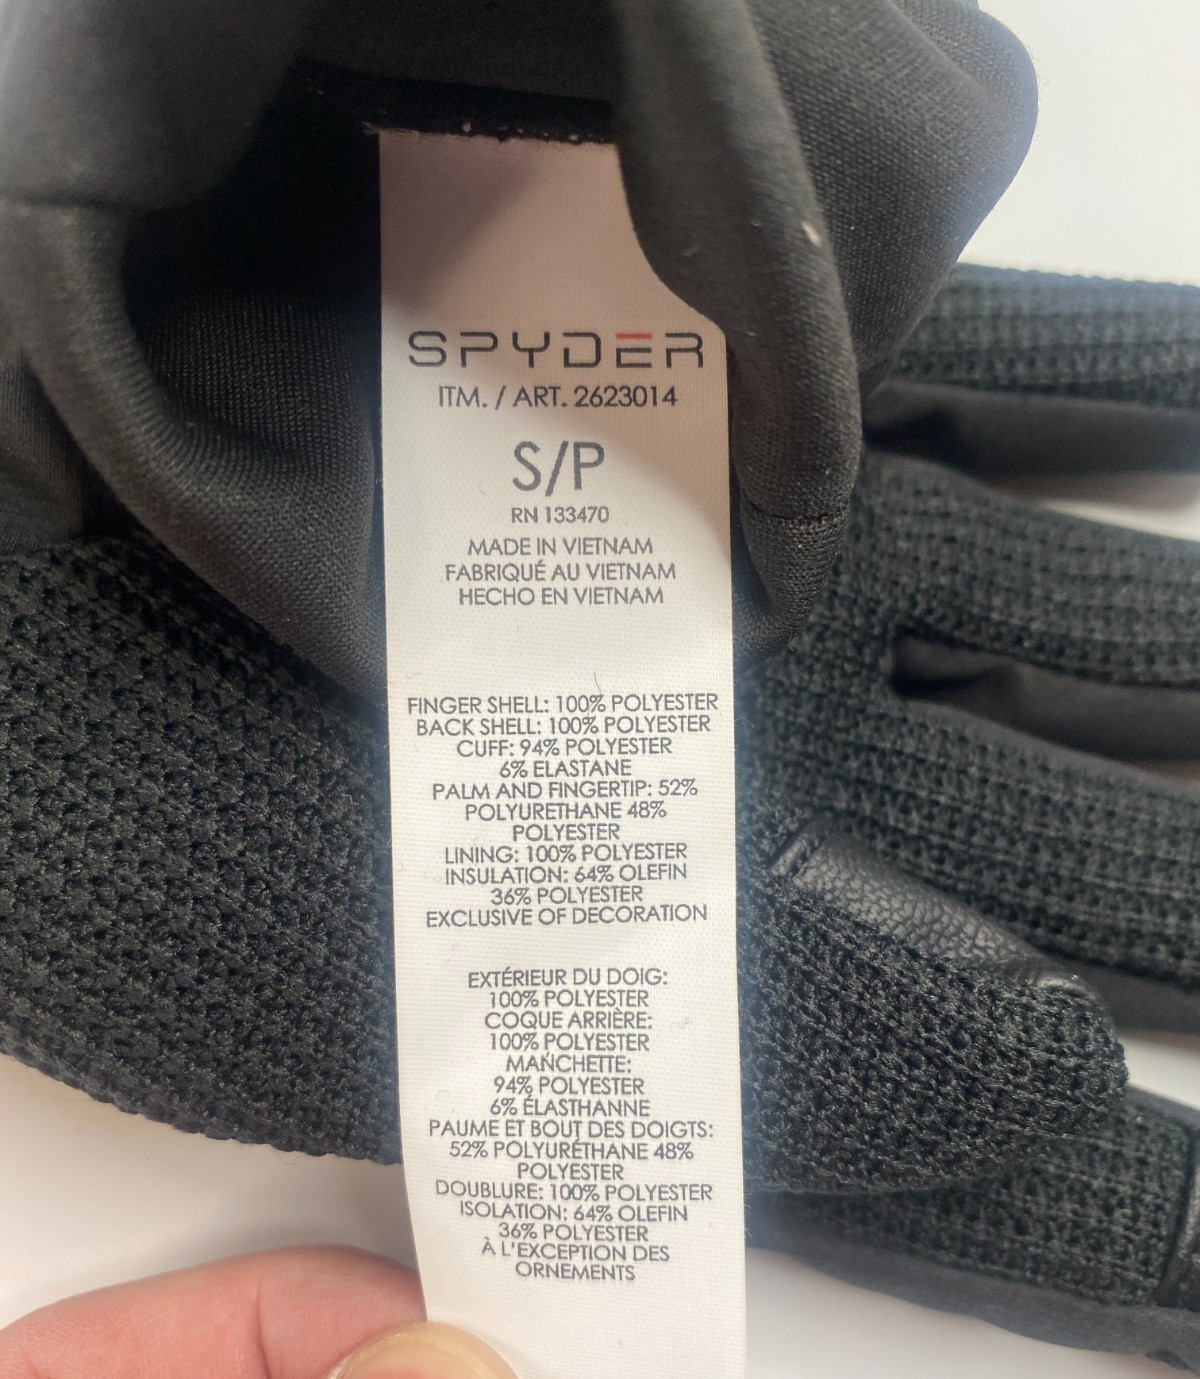 SPYDER
ITM. / ART. 2623014
S/P
RN 133470
MADE IN VIETNAM
FABRIQUÉ AU VIETNAM
HECHO EN VIETNAM
FINGER SHELL: 100% POLYESTER
BACK SHELL: 100% POLYESTER
CUFF: 94% POLYESTER
6% ELASTANE
PALM AND FINGERTIP: 52%
POLYURETHANE 48%
POLYESTER
LINING: 100% POLYESTER
INSULATION: 64% OLEFIN
36% POLYESTER
EXCLUSIVE OF DECORATION
EXTÉRIEUR DU DOIG:
100% POLYESTER
COQUE ARRIÈRE:
100% POLYESTER
MANCHETTE:
94% POLYESTER
6% ÉLASTHANNE
PAUME ET BOUT DES DOIGTS:
52% POLYURÉTHANE 48%
POLYESTER
DOUBLURE: 100% POLYESTER
ISOLATION: 64% OLEFIN
36% POLYESTER
À L'EXCEPTION DES
ORNEMENTS